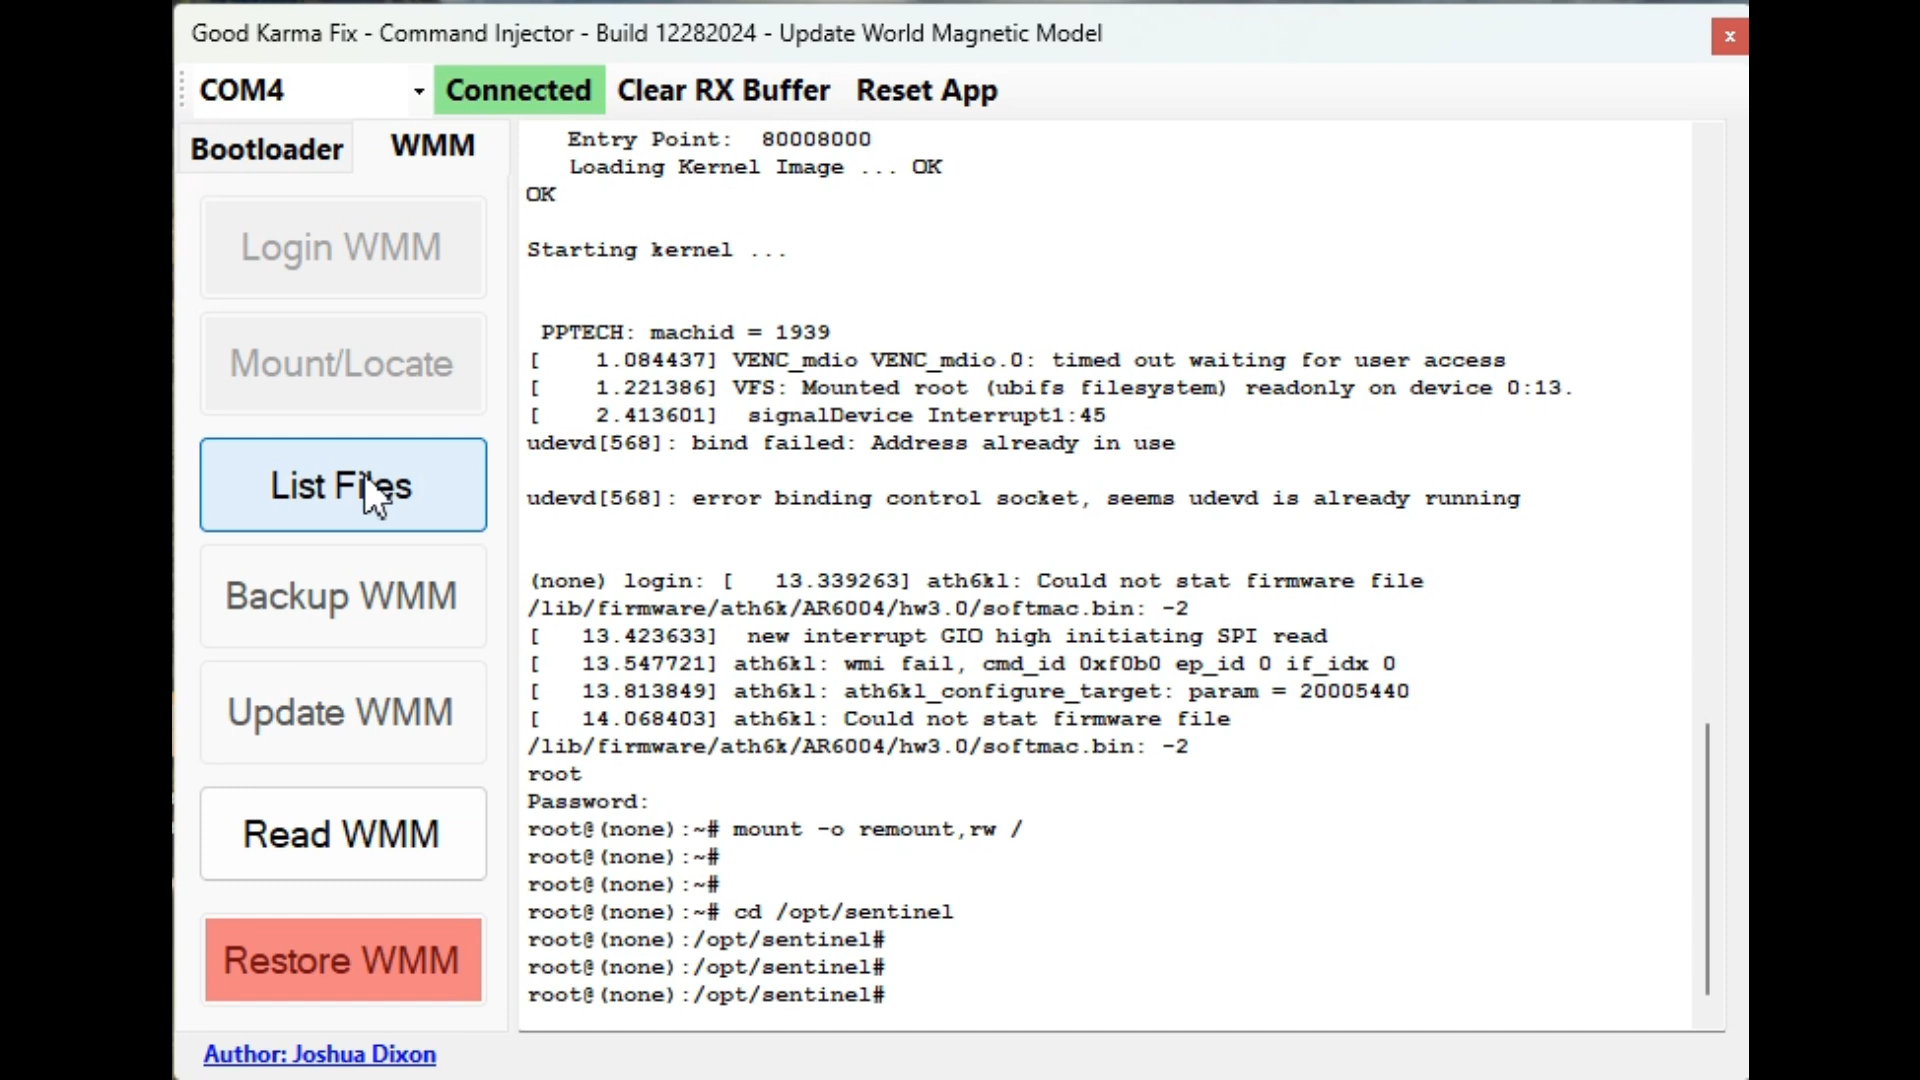 Good Karma Fix - Command Injector - Build 12282024 - Update World Magnetic Model
x
COM4
Connected
Clear RX Buffer
Reset App
Bootloader
WMM
Login WMM
Mount/Locate
List Files
Backup WMM
Update WMM
Read WMM
Restore WMM
Author: Joshua Dixon
Entry Point:  80008000
Loading Kernel Image ... OK
OK
Starting kernel ...
PPTECH: machid = 1939
[    1.084437] VENC_mdio VENC_mdio.0: timed out waiting for user access
[    1.221386] VFS: Mounted root (ubifs filesystem) readonly on device 0:13.
[    2.413601]  signalDevice Interrupt1:45
udevd[568]: bind failed: Address already in use
udevd[568]: error binding control socket, seems udevd is already running
(none) login: [   13.339263] ath6kl: Could not stat firmware file
/lib/firmware/ath6k/AR6004/hw3.0/softmac.bin: -2
[   13.423633]  new interrupt GIO high initiating SPI read
[   13.547721] ath6kl: wmi fail, cmd_id 0xf0b0 ep_id 0 if_idx 0
[   13.813849] ath6kl: ath6kl_configure_target: param = 20005440
[   14.068403] ath6kl: Could not stat firmware file
/lib/firmware/ath6k/AR6004/hw3.0/softmac.bin: -2
root
Password:
root@(none):~# mount -o remount,rw /
root@(none):~#
root@(none):~#
root@(none):~# cd /opt/sentinel
root@(none):/opt/sentinel#
root@(none):/opt/sentinel#
root@(none):/opt/sentinel#